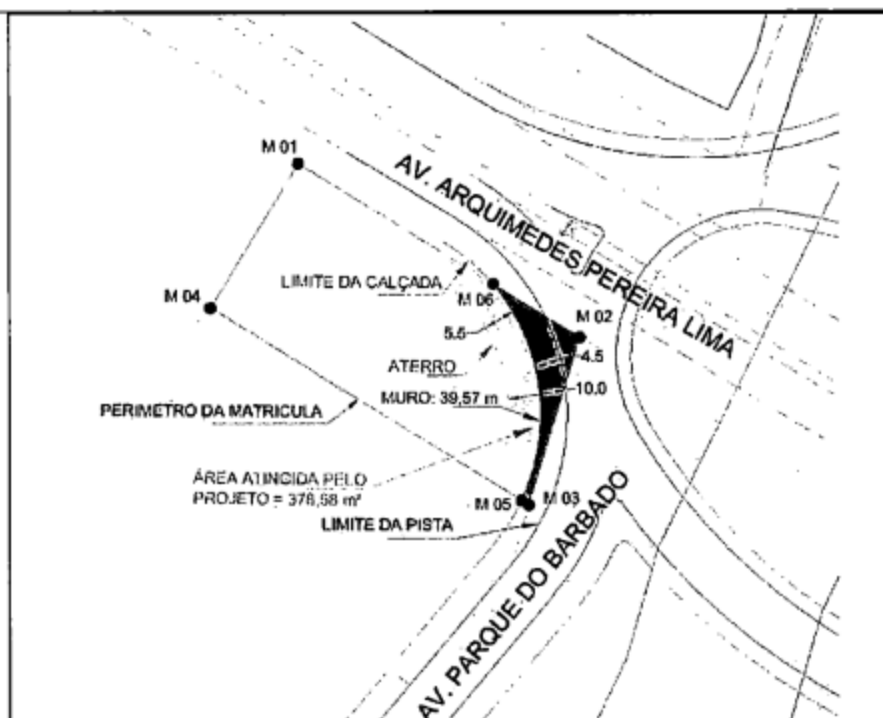 M 01
AV. ARQUIMEDES PEREIRA LIMA
LIMITE DA CALÇADA
M 04
M 06
M 02
5.5
4.5
ATERRO
10.0
MURO: 39,57 m
PERIMETRO DA MATRICULA
ÁREA ATINGIDA PELO
PROJETO = 378,58 m²
M 05
M 03
LIMITE DA PISTA
AV. PARQUE DO BARBADO